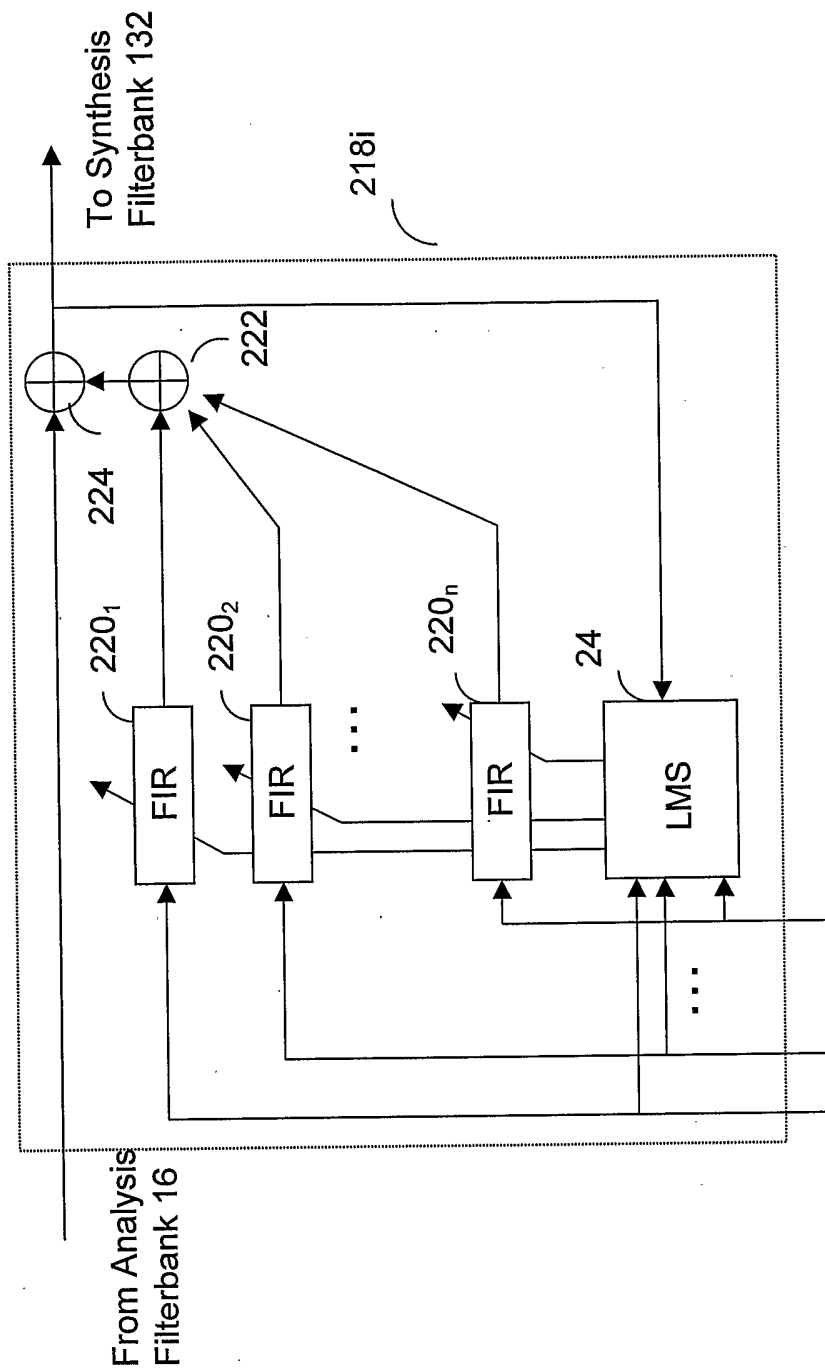 To Synthesis
Filterbank 132
218i
222
224
220₁
FIR
220₂
FIR
...
220ₙ
FIR
24
LMS
...
From Analysis
Filterbank 16